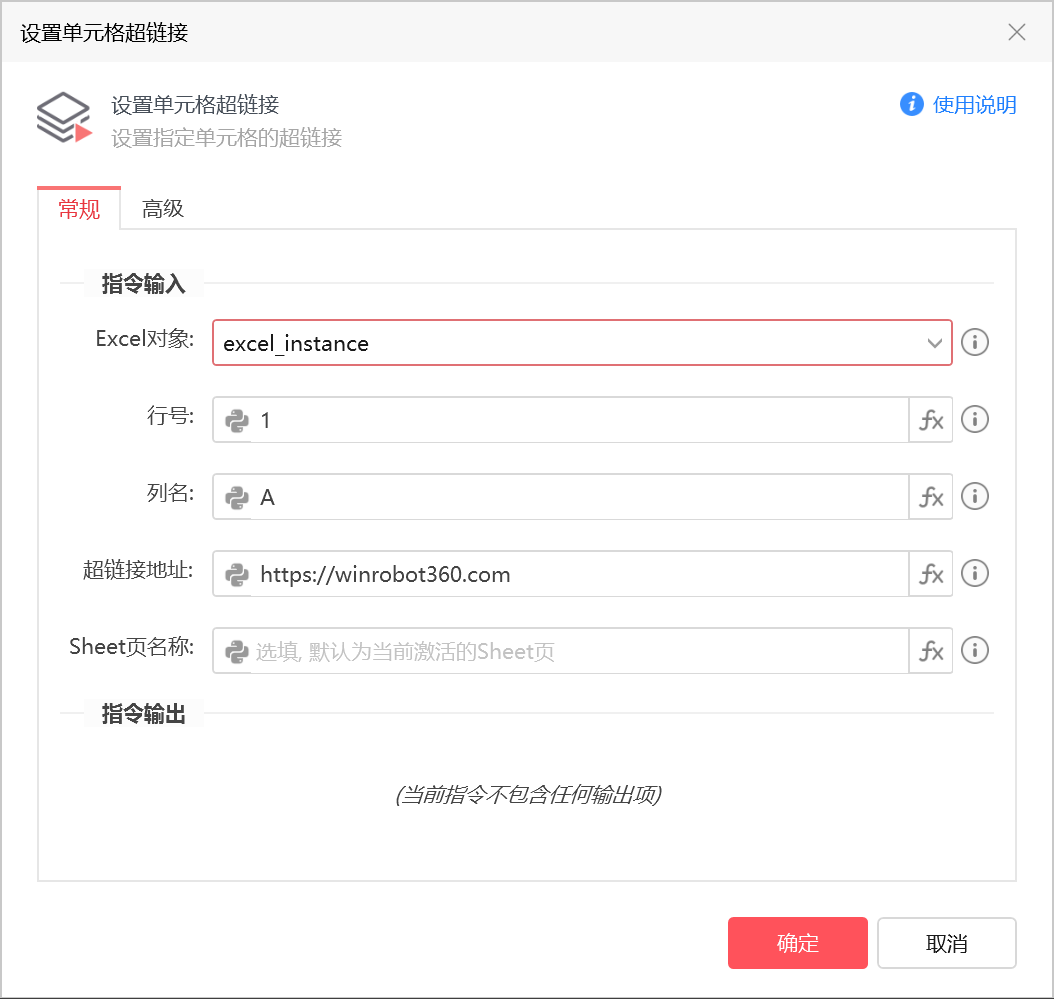 设置单元格超链接
设置单元格超链接
使用说明
设置指定单元格的超链接
常规
高级
指令输入
Excel对象:
excel_instance
行号:
1
fx
列名:
A
fx
超链接地址:
https://winrobot360.com
fx
Sheet页名称:
选填, 默认为当前激活的Sheet页
fx
指令输出
(当前指令不包含任何输出项)
确定
取消